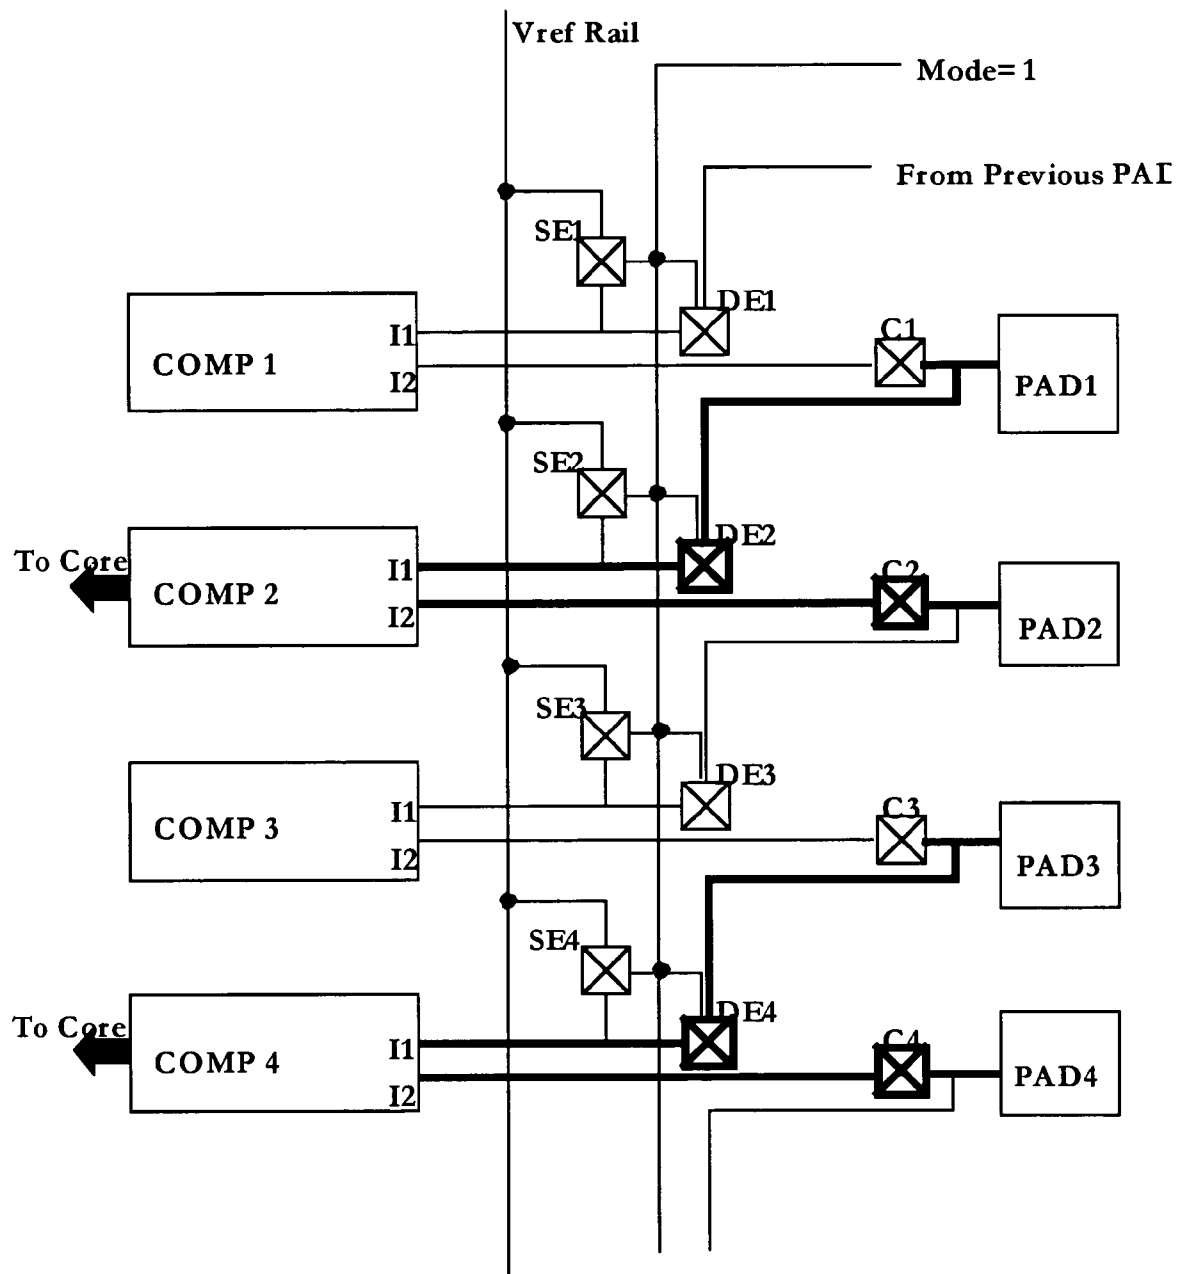 Vref Rail
Mode= 1
From Previous PAD
SE1
DE1
I1
C1
COMP 1
I2
PAD1
SE2
DE2
To Core
I1
C2
COMP 2
I2
PAD2
SE3
DE3
I1
C3
COMP 3
I2
PAD3
SE4
DE4
To Core
I1
C4
COMP 4
I2
PAD4